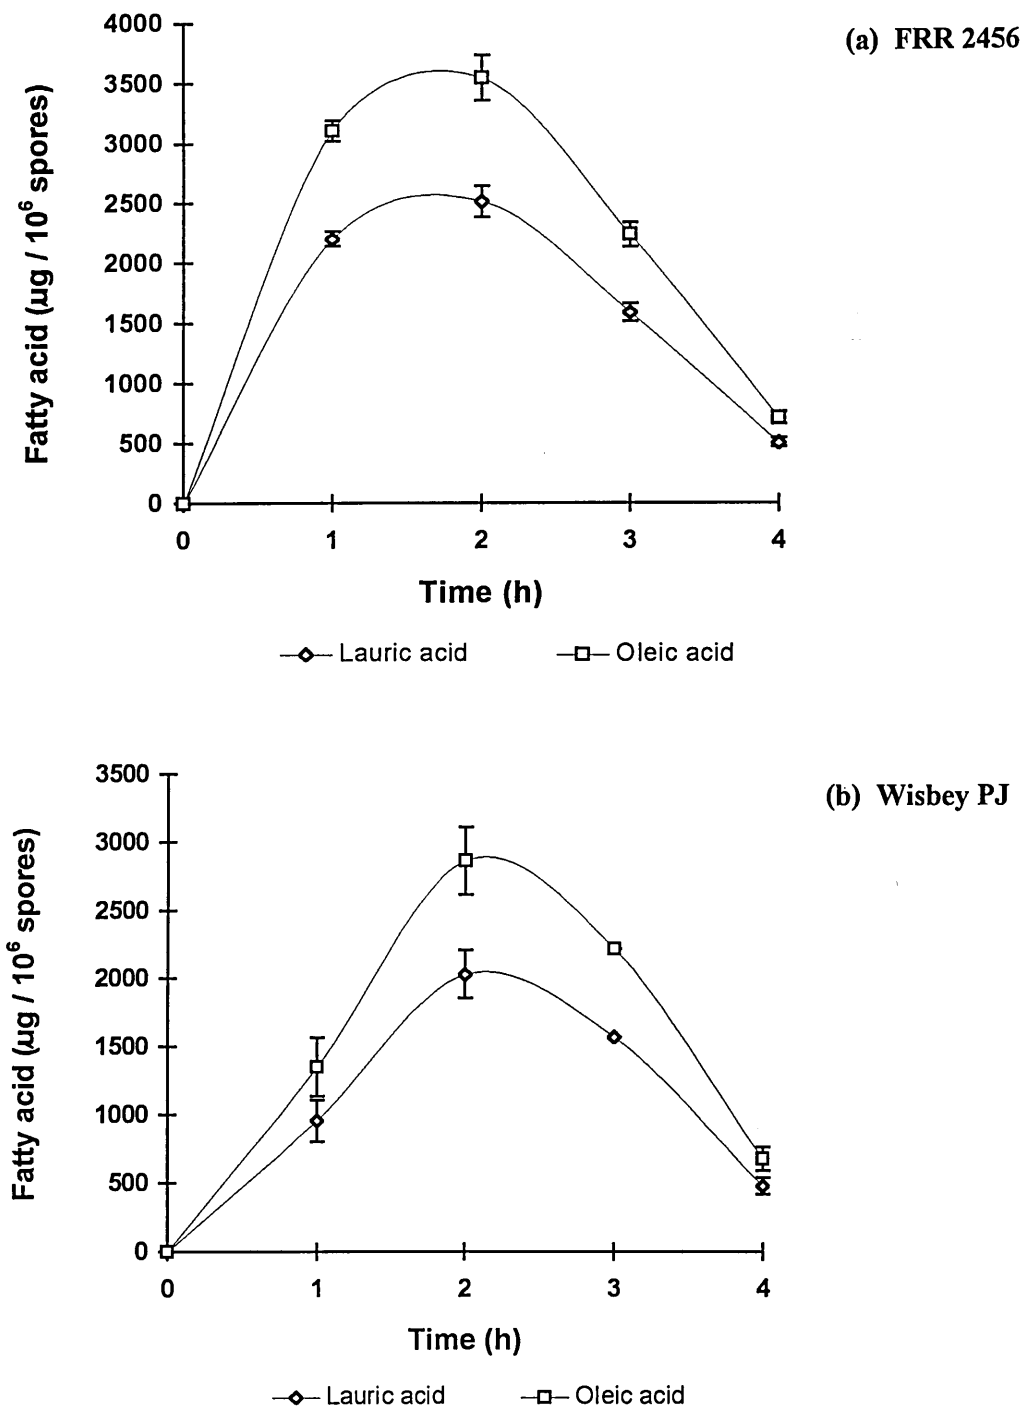 (a) FRR 2456
Fatty acid (µg / 10⁶ spores)
4000
3500
3000
2500
2000
1500
1000
500
0
0 1 2 3 4
Time (h)
Lauric acid Oleic acid
(b) Wisbey PJ
Fatty acid (µg / 10⁶ spores)
3500
3000
2500
2000
1500
1000
500
0
0 1 2 3 4
Time (h)
Lauric acid Oleic acid